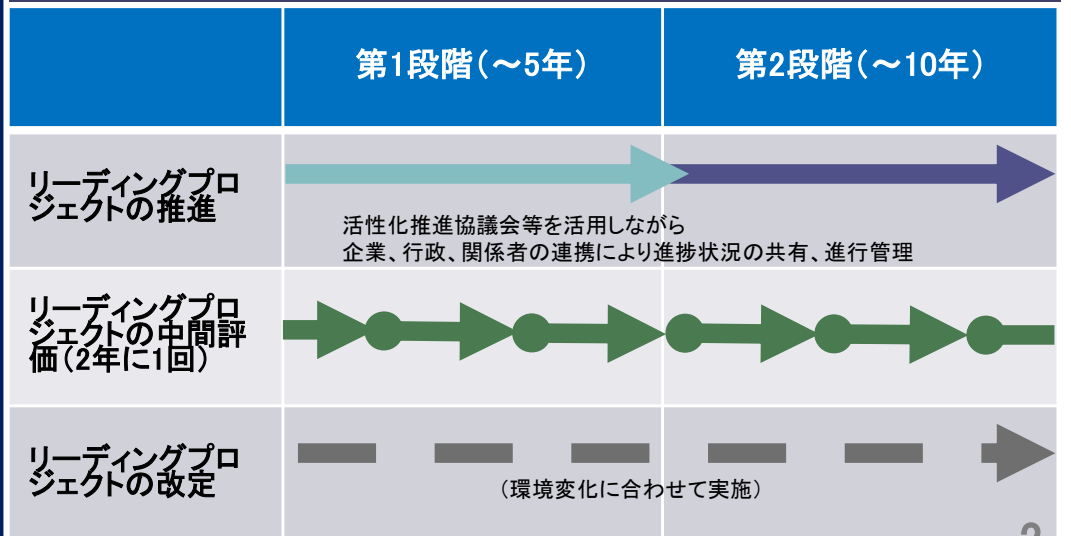 第1段階(～5年)
第2段階(～10年)
リーディングプロ
ジェクトの推進
活性化推進協議会等を活用しながら
企業、行政、関係者の連携により進捗状況の共有、進行管理
リーディングプロ
ジェクトの中間評
価(2年に1回)
リーディングプロ
ジェクトの改定
(環境変化に合わせて実施)